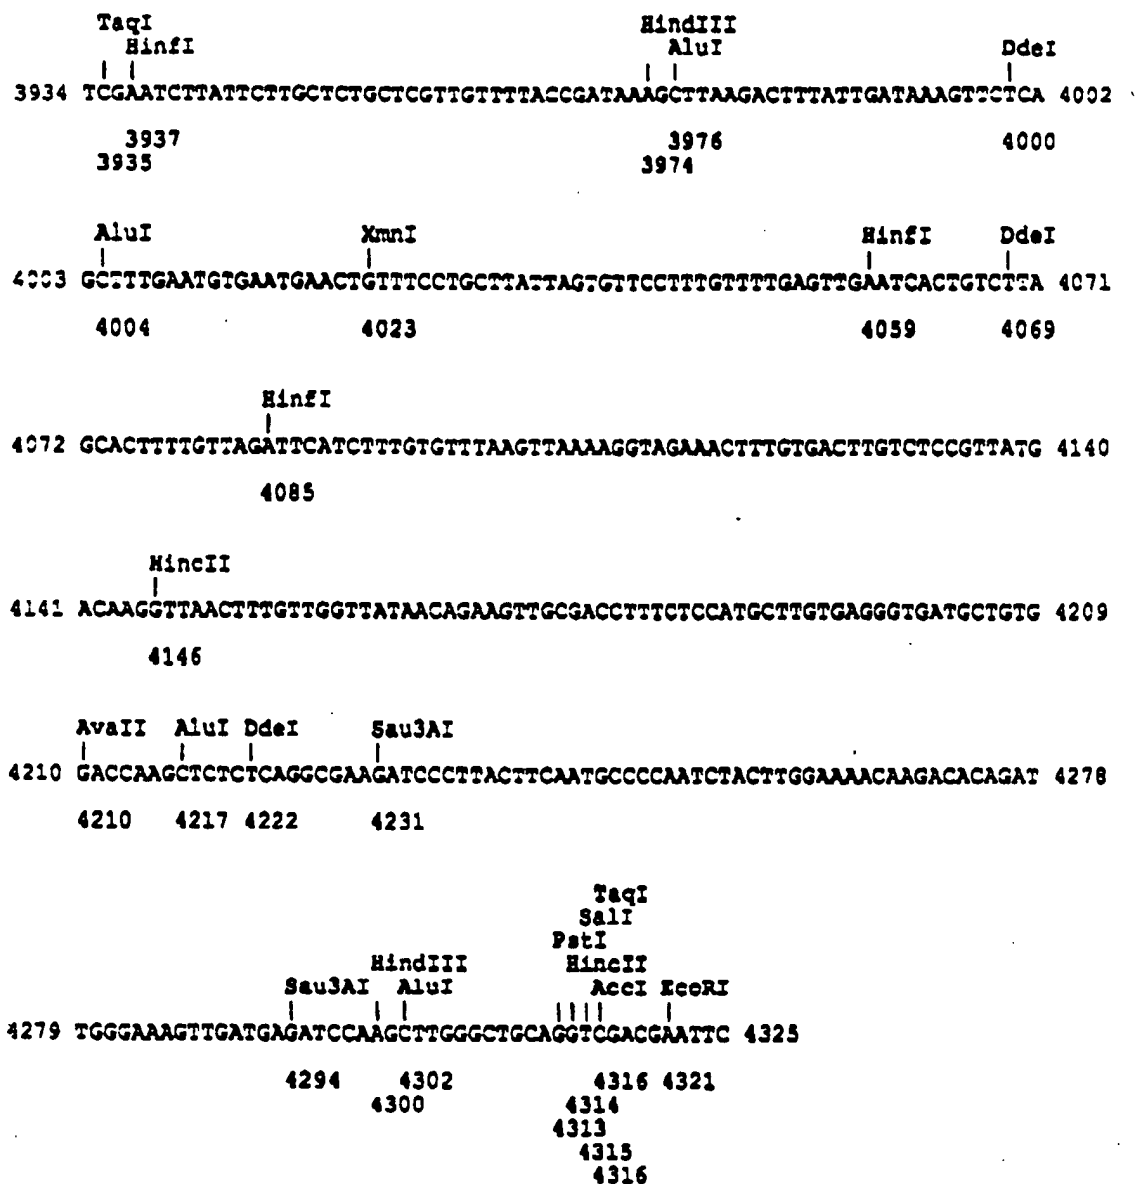 TaqI HindIII
HinfI AluI DdeI
3934 TCGAATCTTATTCTTGCTCTGCTCGTTGTTTTACCGATAAAGCTTAAGACTTTATTGATAAAGTTCTCA 4002
3937 3976 4000
3935 3974
AluI XmnI HinfI DdeI
4003 GCTTTGAATGTGAATGAACTGTTTCCTGCTTATTAGTGTTCCTTTGTTTTGAGTTGAATCACTGTCTTA 4071
4004 4023 4059 4069
HinfI
4072 GCACTTTTGTTAGATTCATCTTTGTGTTTAAGTTAAAAGGTAGAAACTTTGTGACTTGTCTCCGTTATG 4140
4085
HincII
4141 ACAAGGTTAACTTTGTTGGTTATAACAGAAGTTGCGACCTTTCTCCATGCTTGTGAGGGTGATGCTGTG 4209
4146
AvaII AluI DdeI Sau3AI
4210 GACCAAGCTCTCTCAGGCGAAGATCCCTTACTTCAATGCCCCAATCTACTTGGAAAACAAGACACAGAT 4278
4210 4217 4222 4231
TaqI
SalI
PstI
HindIII HincII
Sau3AI AluI AccI EcoRI
4279 TGGGAAAGTTGATGAGATCCAAGCTTGGGCTGCAGGTCGACGAATTC 4325
4294 4302 4316 4321
4300 4314
4313
4315
4316